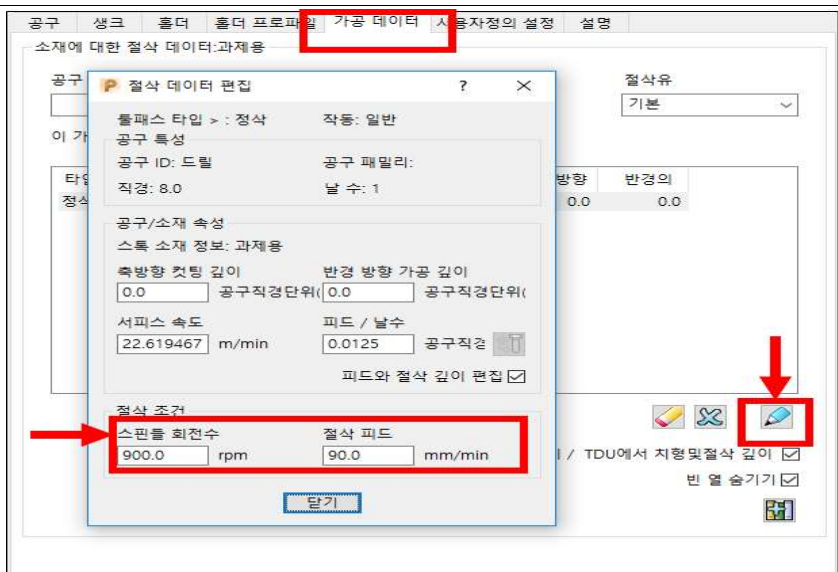 공구 생크 홀더 홀더 프로파일 가공 데이터 사용자정의 설정 설명
소재에 대한 절삭 데이터:과제용
공구
절삭유
기본
이 가
절삭 데이터 편집 ? ×
툴패스 타입 > : 정삭 작동: 일반
공구 특성
공구 ID: 드릴 공구 패밀리:
직경: 8.0 날 수: 1
방향 반경의
정삭 0.0 0.0
공구/소재 속성
스톡 소재 정보: 과제용
축방향 컷팅 깊이 반경 방향 가공 깊이
0.0 공구직경단위( 0.0 공구직경단위(
서피스 속도 피드 / 날수
22.619467 m/min 0.0125 공구직경
피드와 절삭 깊이 편집
절삭 조건
스핀들 회전수 절삭 피드
900.0 rpm 90.0 mm/min
/ TDU에서 치형및절삭 깊이
빈 열 숨기기
닫기